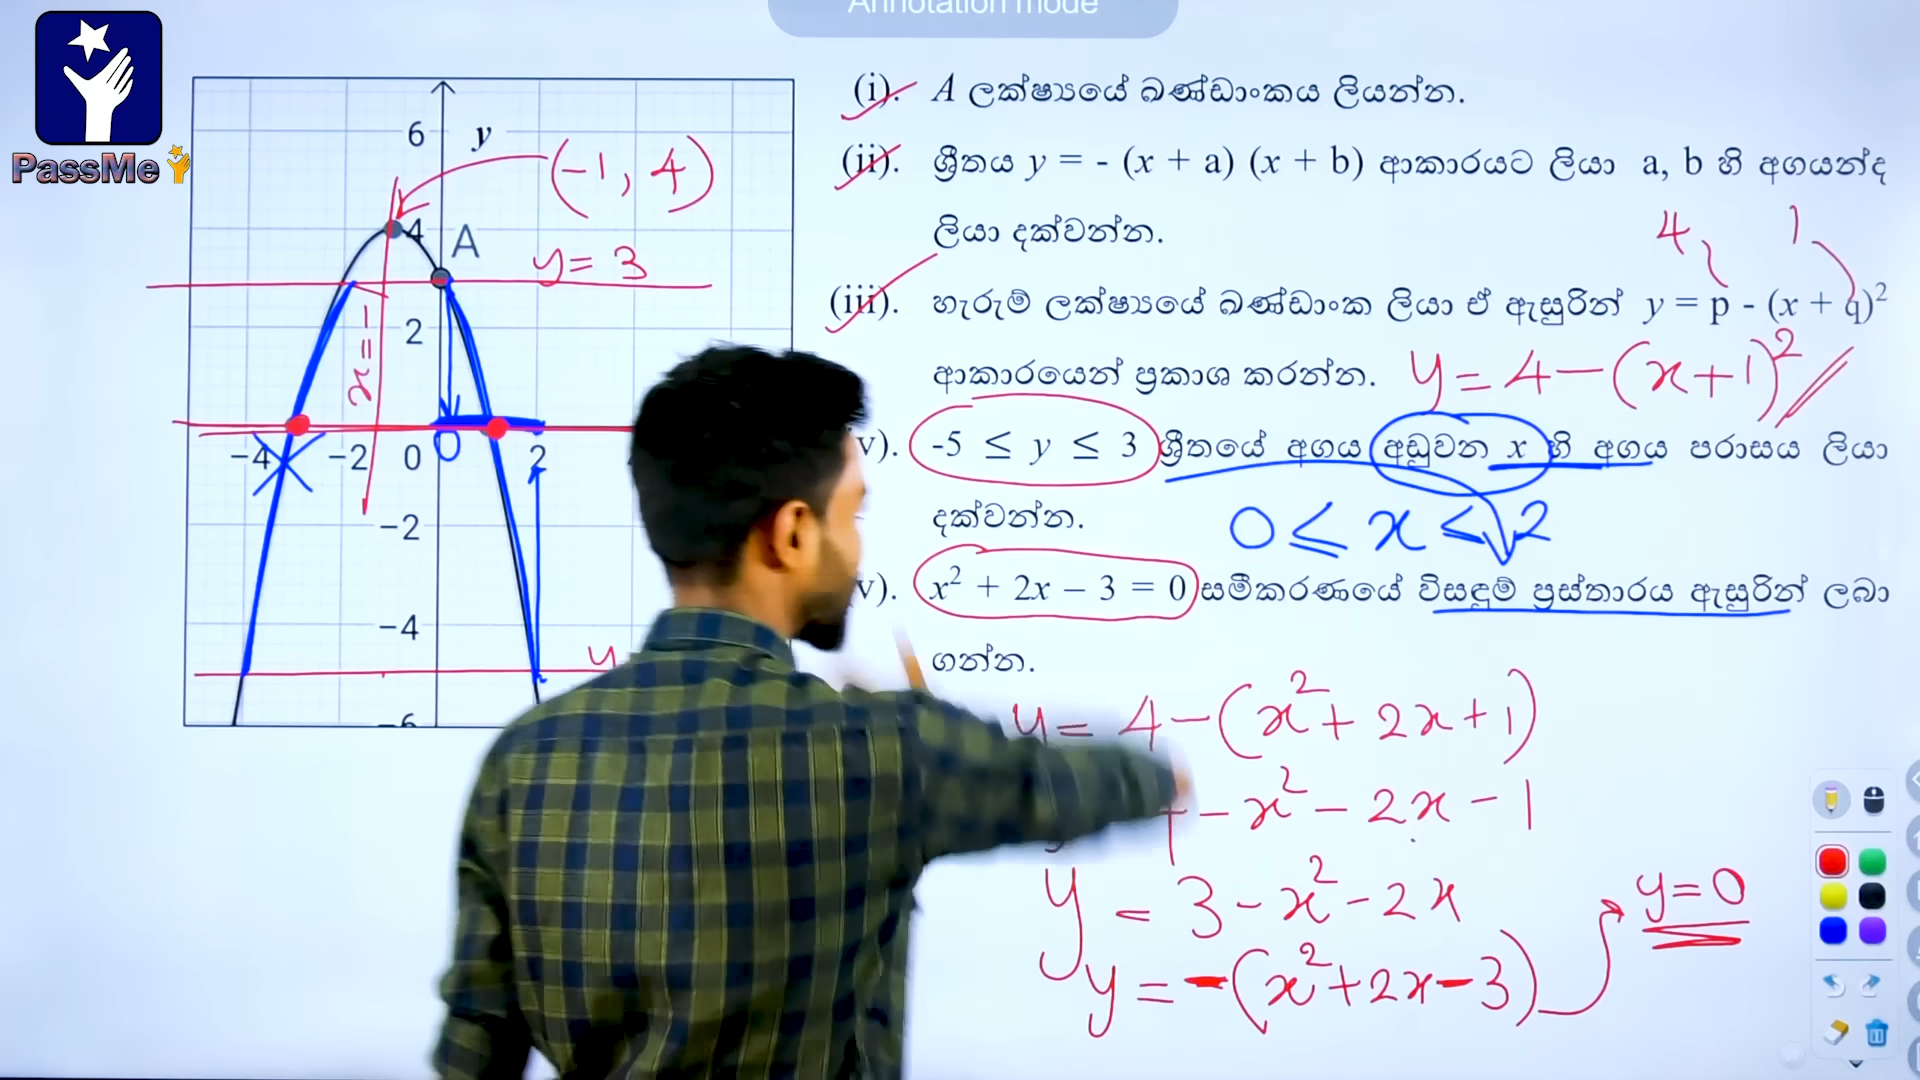 Annotation mode
PassMe
6 y
(-1, 4)
4 A
y = 3
2
x = -
-4 -2 0 0 2
-2
-4
y
-6
(i). A ලක්ෂ්‍යයේ ඛණ්ඩාංකය ලියන්න.
(ii). ශ්‍රිතය y = - (x + a) (x + b) ආකාරයට ලියා a, b හි අගයන්ද
ලියා දක්වන්න.
4 1
(iii). හැරුම් ලක්ෂ්‍යයේ ඛණ්ඩාංක ලියා ඒ ඇසුරින් y = p - (x + q)²
ආකාරයෙන් ප්‍රකාශ කරන්න. y = 4 - (x+1)²
v). -5 ≤ y ≤ 3 ශ්‍රිතයේ අගය අඩුවන x හි අගය පරාසය ලියා
දක්වන්න. 0 ≤ x ≤ 2
v). x² + 2x – 3 = 0 සමීකරණයේ විසඳුම් ප්‍රස්තාරය ඇසුරින් ලබා
ගන්න.
y = 4 - (x² + 2x + 1)
- x² - 2x - 1
y = 3 - x² - 2x
y = 0
y = -(x² + 2x - 3)